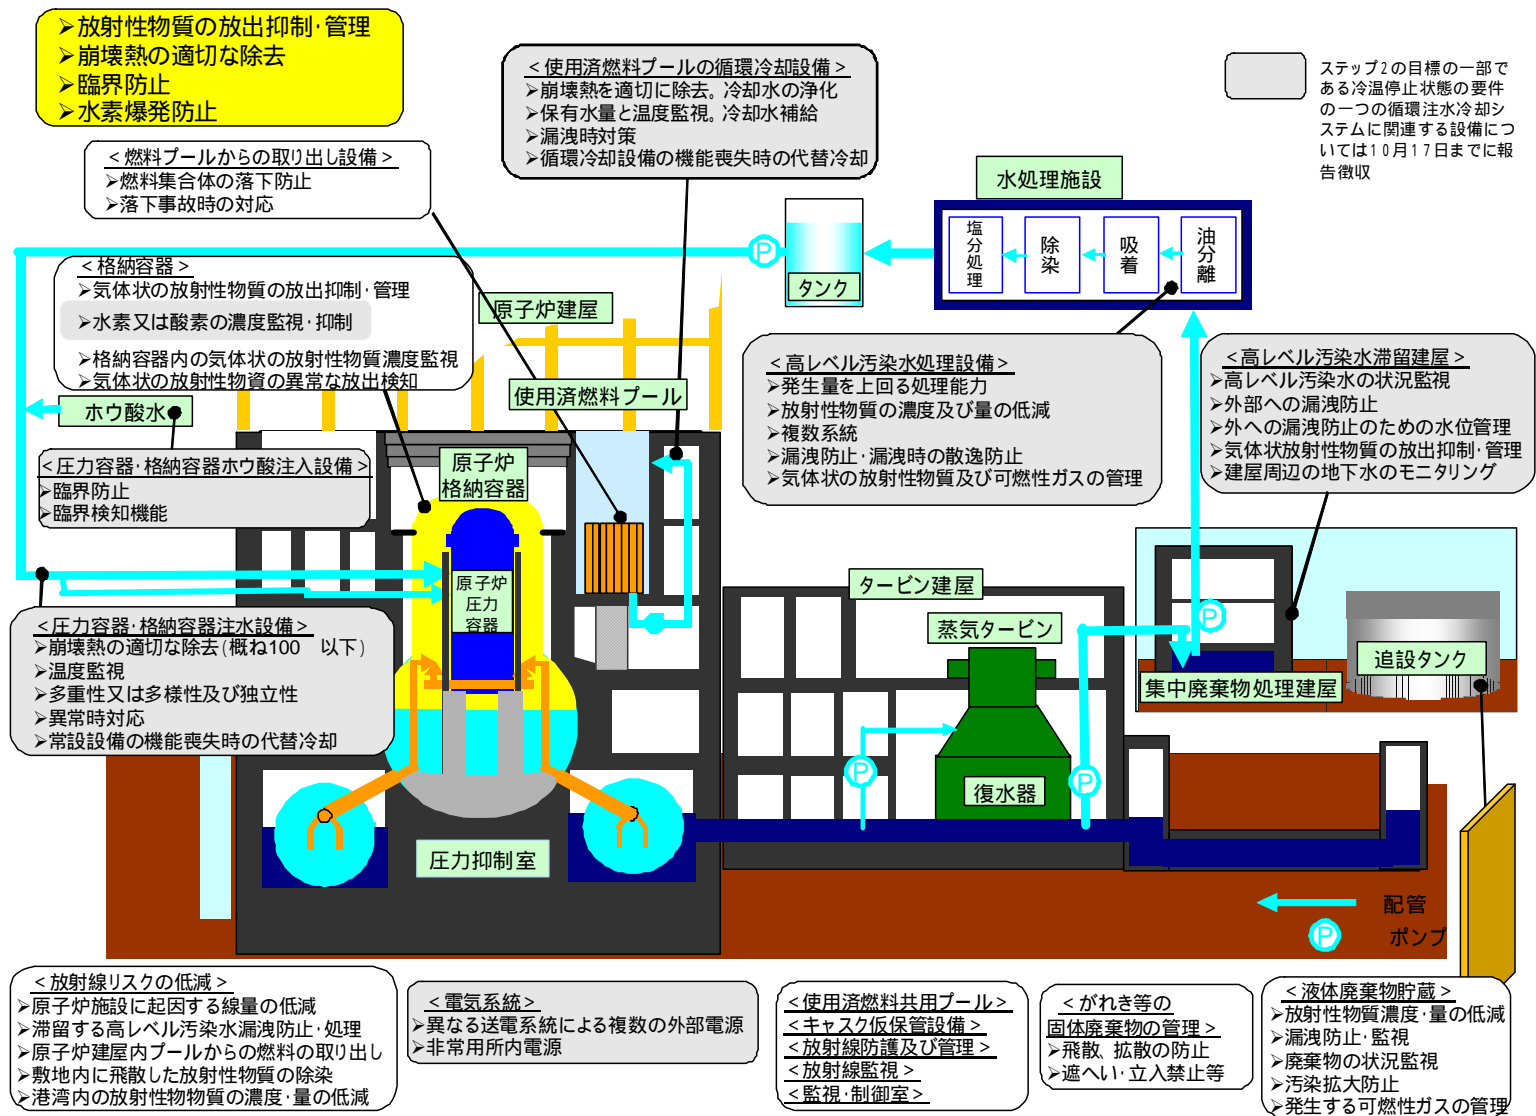 ➢放射性物質の放出抑制･管理
➢崩壊熱の適切な除去
➢臨界防止
➢水素爆発防止
＜使用済燃料プールの循環冷却設備＞
➢崩壊熱を適切に除去。冷却水の浄化
➢保有水量と温度監視。冷却水補給
➢漏洩時対策
➢循環冷却設備の機能喪失時の代替冷却
ステップ2の目標の一部で
ある冷温停止状態の要件
の一つの循環注水冷却シ
ステムに関連する設備につ
いては10月17日までに報
告徴収
＜燃料プールからの取り出し設備＞
➢燃料集合体の落下防止
➢落下事故時の対応
水処理施設
塩分処理
除染
吸着
油分離
P
タンク
＜格納容器＞
➢気体状の放射性物質の放出抑制･管理
➢水素又は酸素の濃度監視･抑制
➢格納容器内の気体状の放射性物質濃度監視
➢気体状の放射性物資の異常な放出検知
原子炉建屋
使用済燃料プール
ホウ酸水
＜高レベル汚染水処理設備＞
➢発生量を上回る処理能力
➢放射性物質の濃度及び量の低減
➢複数系統
➢漏洩防止･漏洩時の散逸防止
➢気体状の放射性物質及び可燃性ガスの管理
＜高レベル汚染水滞留建屋＞
➢高レベル汚染水の状況監視
➢外部への漏洩防止
➢外への漏洩防止のための水位管理
➢気体状放射性物質の放出抑制･管理
➢建屋周辺の地下水のモニタリング
＜圧力容器･格納容器ホウ酸注入設備＞
➢臨界防止
➢臨界検知機能
原子炉
格納容器
原子炉
圧力
容器
タービン建屋
蒸気タービン
P
追設タンク
集中廃棄物処理建屋
＜圧力容器･格納容器注水設備＞
➢崩壊熱の適切な除去(概ね100　以下)
➢温度監視
➢多重性又は多様性及び独立性
➢異常時対応
➢常設設備の機能喪失時の代替冷却
P
復水器
P
圧力抑制室
配管
P
ポンプ
＜放射線リスクの低減＞
➢原子炉施設に起因する線量の低減
➢滞留する高レベル汚染水漏洩防止･処理
➢原子炉建屋内プールからの燃料の取り出し
➢敷地内に飛散した放射性物質の除染
➢港湾内の放射性物物質の濃度･量の低減
＜電気系統＞
➢異なる送電系統による複数の外部電源
➢非常用所内電源
＜使用済燃料共用プール＞
＜キャスク仮保管設備＞
＜放射線防護及び管理＞
＜放射線監視＞
＜監視･制御室＞
＜がれき等の
固体廃棄物の管理＞
➢飛散、拡散の防止
➢遮へい･立入禁止等
＜液体廃棄物貯蔵＞
➢放射性物質濃度･量の低減
➢漏洩防止･監視
➢廃棄物の状況監視
➢汚染拡大防止
➢発生する可燃性ガスの管理